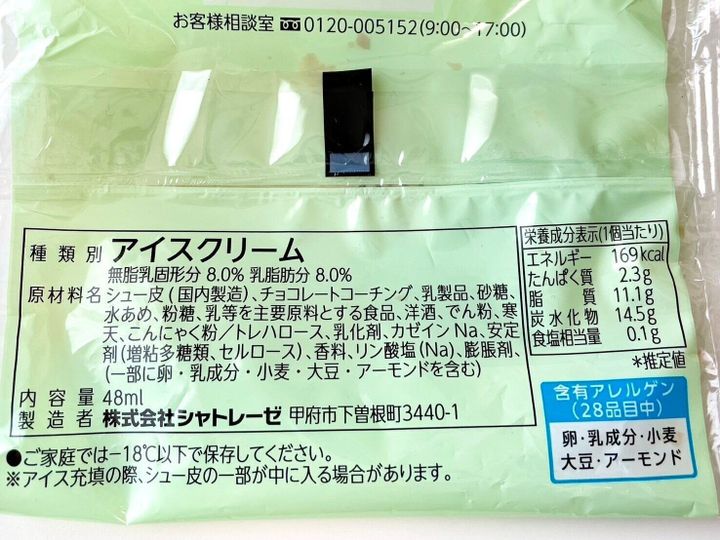 お客様相談室 0120-005152(9:00~17:00)
種類別 アイスクリーム
無脂乳固形分 8.0% 乳脂肪分 8.0%
原材料名 シュー皮(国内製造)、チョコレートコーチング、乳製品、砂糖、
水あめ、粉糖、乳等を主要原料とする食品、洋酒、でん粉、寒
天、こんにゃく粉/トレハロース、乳化剤、カゼインNa、安定
剤(増粘多糖類、セルロース)、香料、リン酸塩(Na)、膨脹剤、
(一部に卵・乳成分・小麦・大豆・アーモンドを含む)
内容量 48ml
製造者 株式会社シャトレーゼ 甲府市下曽根町3440-1
栄養成分表示(1個当たり)
エネルギー 169kcal
たんぱく質 2.3g
脂質 11.1g
炭水化物 14.5g
食塩相当量 0.1g
*推定値
含有アレルゲン
(28品目中)
卵・乳成分・小麦
大豆・アーモンド
●ご家庭では-18℃以下で保存してください。
※アイス充填の際、シュー皮の一部が中に入る場合があります。